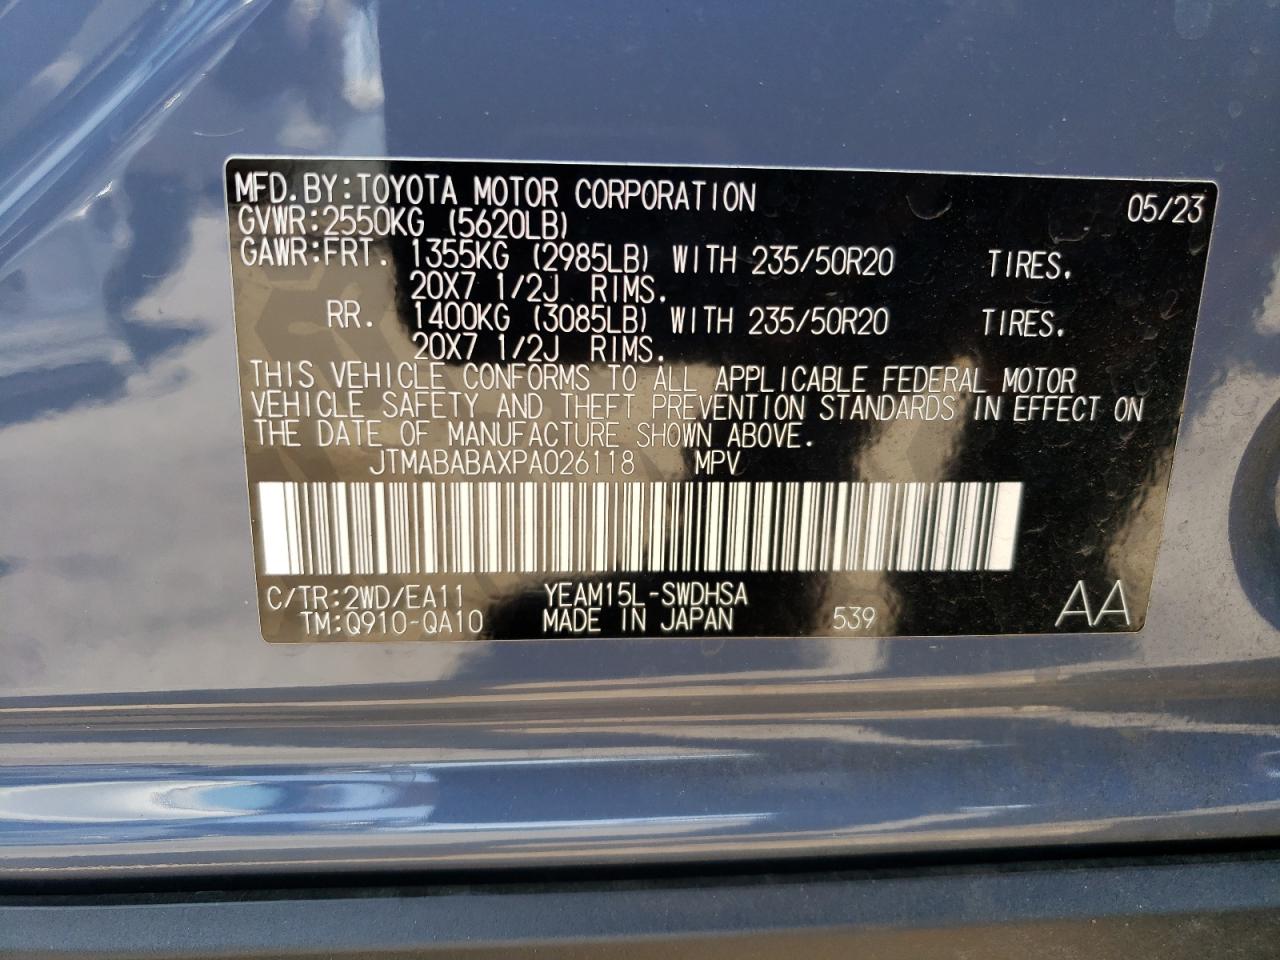 MFD.BY:TOYOTA MOTOR CORPORATION 05/23
GVWR:2550KG (5620LB)
GAWR:FRT. 1355KG (2985LB) WITH 235/50R20 TIRES.
20X7 1/2J RIMS.
RR. 1400KG (3085LB) WITH 235/50R20 TIRES.
20X7 1/2J RIMS.
THIS VEHICLE CONFORMS TO ALL APPLICABLE FEDERAL MOTOR
VEHICLE SAFETY AND THEFT PREVENTION STANDARDS IN EFFECT ON
THE DATE OF MANUFACTURE SHOWN ABOVE.
JTMABABAXPA026118 MPV
C/TR:2WD/EA11 YEAM15L-SWDHSA AA
TM:Q910-QA10 MADE IN JAPAN 539